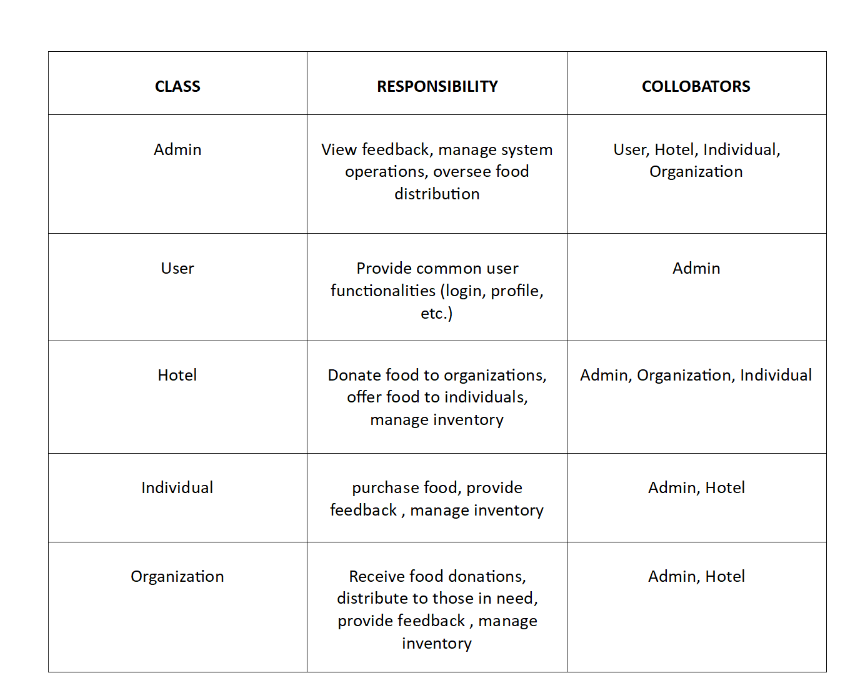 CLASS RESPONSIBILITY COLLOBATORS
Admin View feedback, manage system User, Hotel, Individual,
operations, oversee food Organization
distribution
User Provide common user Admin
functionalities (login, profile,
etc.)
Hotel Donate food to organizations, Admin, Organization, Individual
offer food to individuals,
manage inventory
Individual purchase food, provide Admin, Hotel
feedback , manage inventory
Organization Receive food donations, Admin, Hotel
distribute to those in need,
provide feedback , manage
inventory